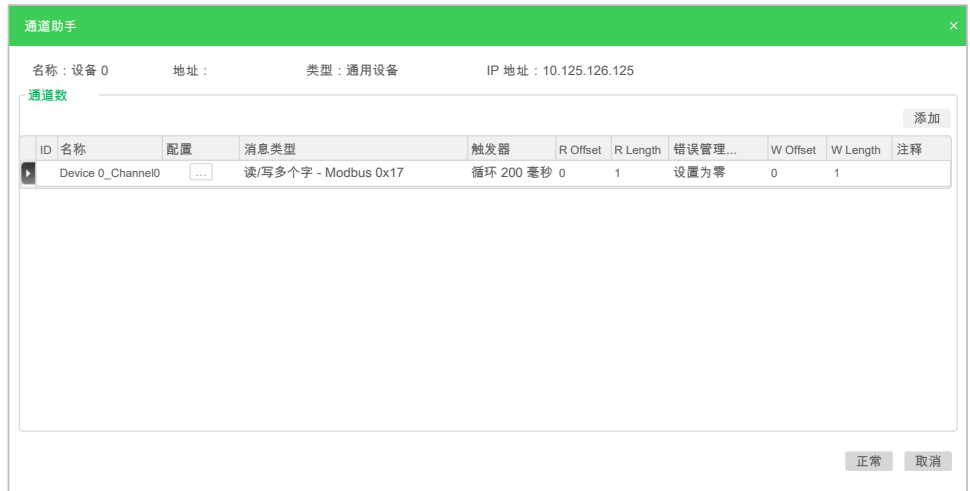 通道助手 ×
名称：设备 0 地址： 类型：通用设备 IP 地址：10.125.126.125
通道数
添加
ID 名称 配置 消息类型 触发器 R Offset R Length 错误管理... W Offset W Length 注释
Device 0_Channel0 ... 读/写多个字 - Modbus 0x17 循环 200 毫秒 0 1 设置为零 0 1
正常 取消